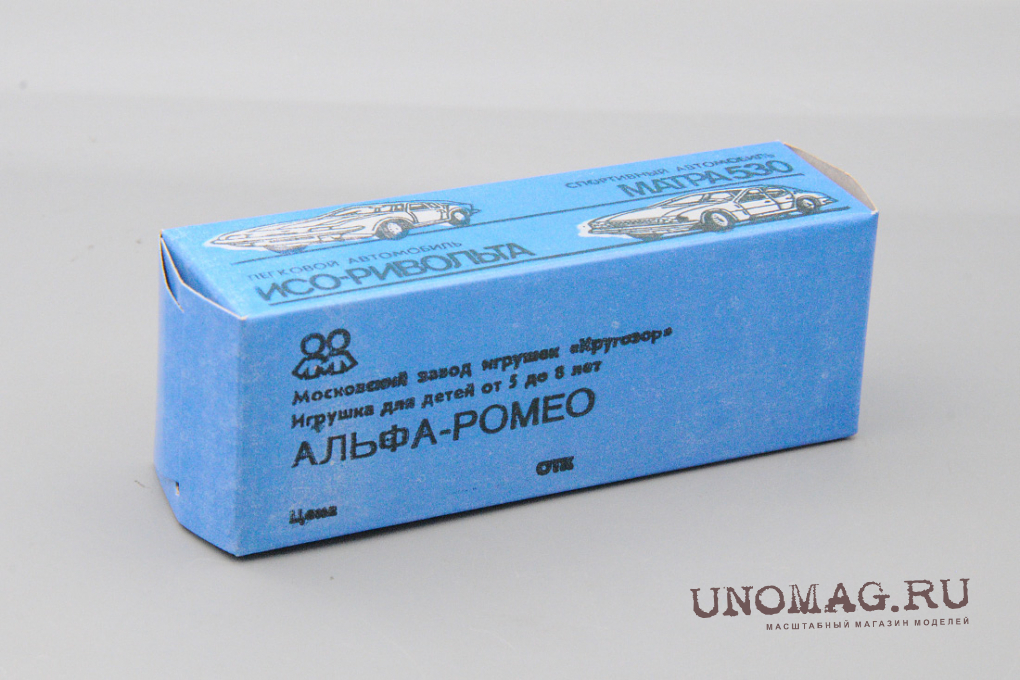 СПОРТИВНЫЙ АВТОМОБИЛЬ
МАТРА 530
ЛЕГКОВОЙ АВТОМОБИЛЬ
ИСО-РИВОЛЬТА
Московский завод игрушек «Кругозор»
Игрушка для детей от 5 до 8 лет
АЛЬФА-РОМЕО
ОТК
Цена
UNOMAG.RU
МАСШТАБНЫЙ МАГАЗИН МОДЕЛЕЙ